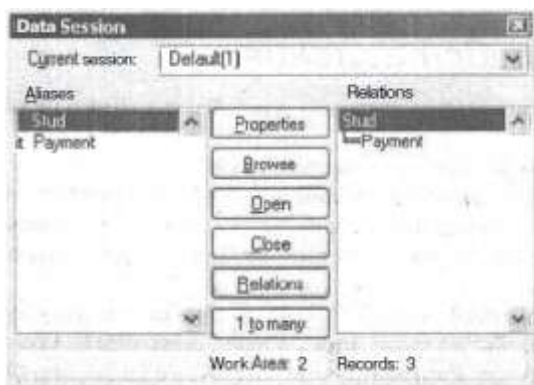 Data Session
Current session: Default(1)
Aliases
Relations
Stud
Payment
Properties
Browse
Open
Close
Relations
1 to many
Stud
Payment
Work Area: 2 Records: 3